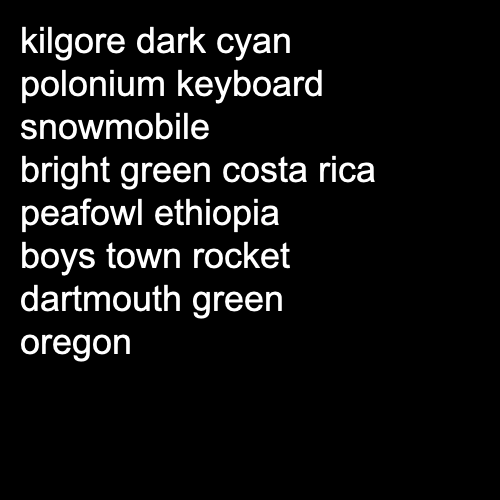 kilgore dark cyan
polonium keyboard
snowmobile
bright green costa rica
peafowl ethiopia
boys town rocket
dartmouth green
oregon